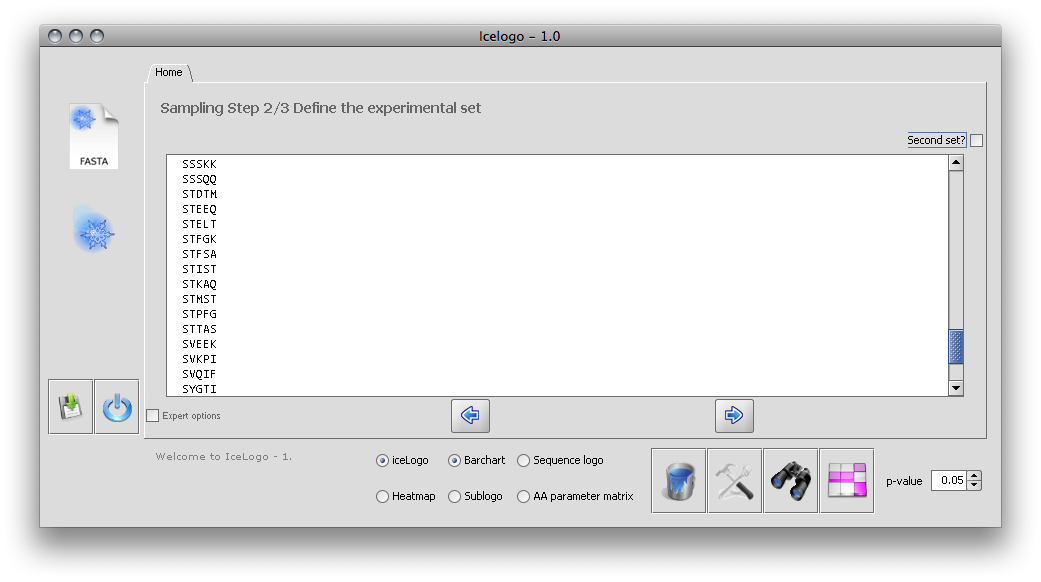 Icelogo – 1.0
Home
Sampling Step 2/3 Define the experimental set
Second set?
FASTA
SSSKK
SSSQQ
STDTM
STEEQ
STELT
STFGK
STFSA
STIST
STKAQ
STMST
STPFG
STTAS
SVEEK
SVKPI
SVQIF
SYGTI
Expert options
Welcome to IceLogo - 1.
iceLogo Barchart Sequence logo
Heatmap Sublogo AA parameter matrix
p-value 0.05